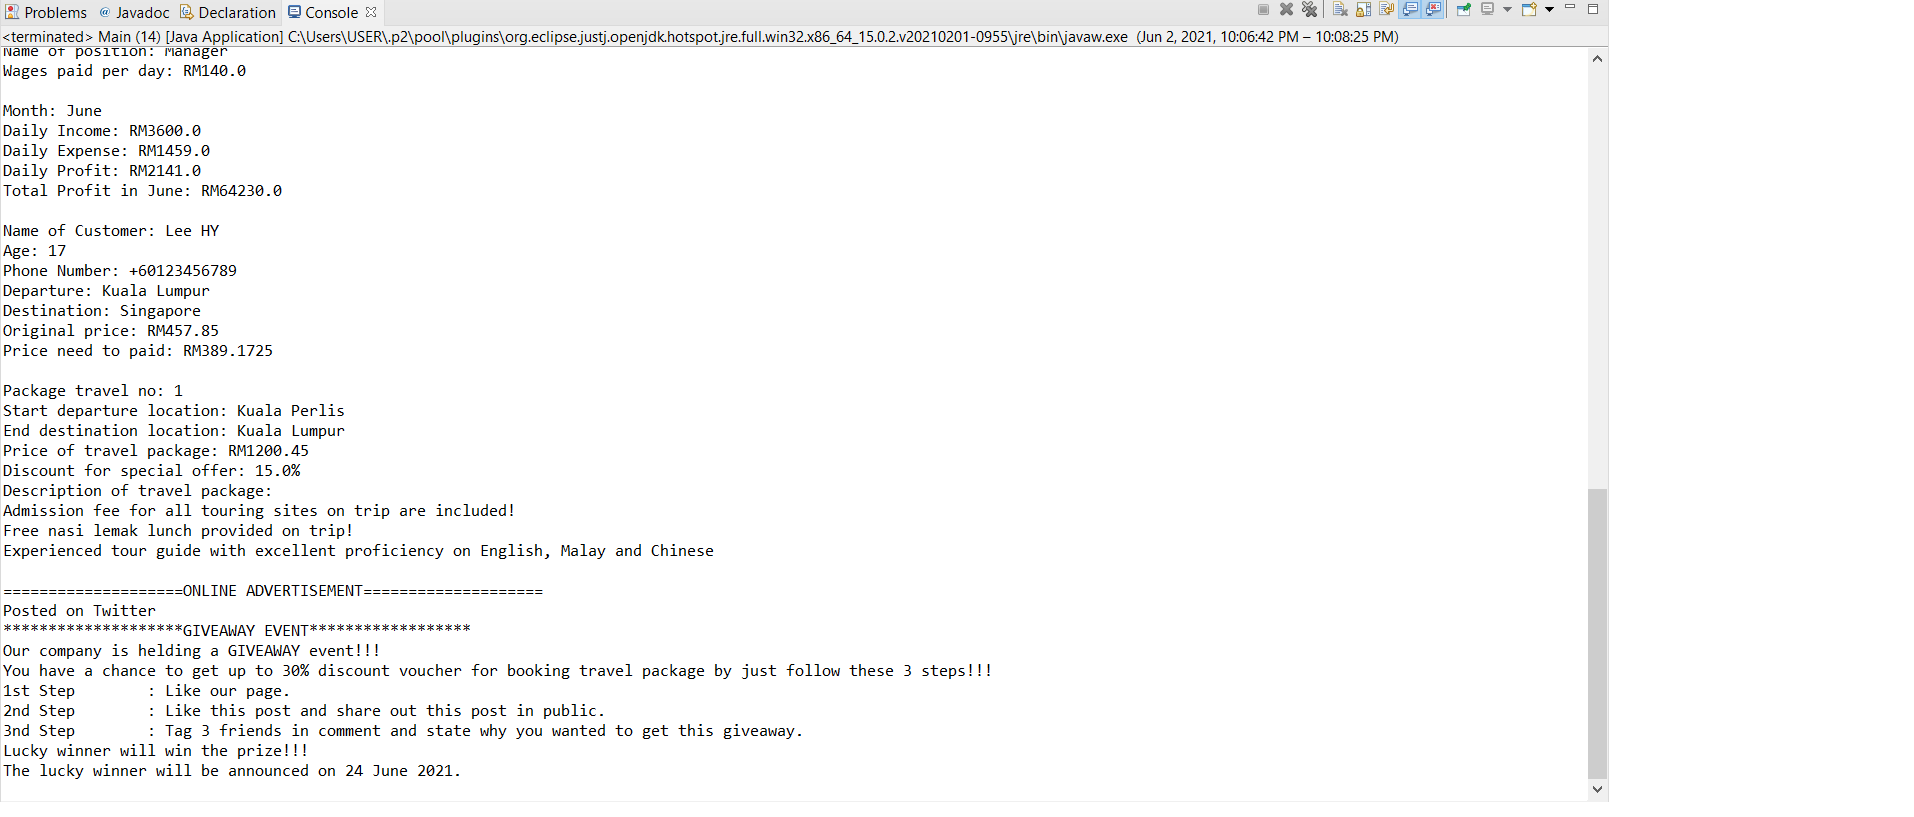 Problems @ Javadoc Declaration Console
<terminated> Main (14) [Java Application] C:\Users\USER\.p2\pool\plugins\org.eclipse.justj.openjdk.hotspot.jre.full.win32.x86_64_15.0.2.v20210201-0955\jre\bin\javaw.exe (Jun 2, 2021, 10:06:42 PM – 10:08:25 PM)
Name of position: Manager
Wages paid per day: RM140.0
Month: June
Daily Income: RM3600.0
Daily Expense: RM1459.0
Daily Profit: RM2141.0
Total Profit in June: RM64230.0
Name of Customer: Lee HY
Age: 17
Phone Number: +60123456789
Departure: Kuala Lumpur
Destination: Singapore
Original price: RM457.85
Price need to paid: RM389.1725
Package travel no: 1
Start departure location: Kuala Perlis
End destination location: Kuala Lumpur
Price of travel package: RM1200.45
Discount for special offer: 15.0%
Description of travel package:
Admission fee for all touring sites on trip are included!
Free nasi lemak lunch provided on trip!
Experienced tour guide with excellent proficiency on English, Malay and Chinese
====================ONLINE ADVERTISEMENT====================
Posted on Twitter
********************GIVEAWAY EVENT******************
Our company is helding a GIVEAWAY event!!!
You have a chance to get up to 30% discount voucher for booking travel package by just follow these 3 steps!!!
1st Step        : Like our page.
2nd Step        : Like this post and share out this post in public.
3nd Step        : Tag 3 friends in comment and state why you wanted to get this giveaway.
Lucky winner will win the prize!!!
The lucky winner will be announced on 24 June 2021.